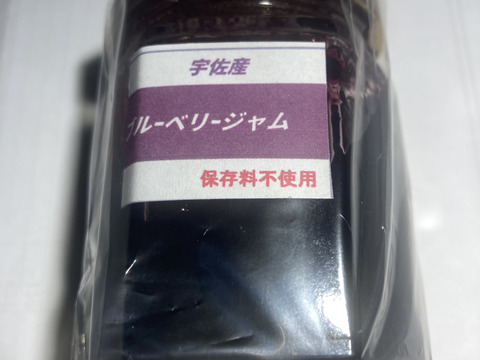 宇佐産
ブルーベリージャム
保存料不使用